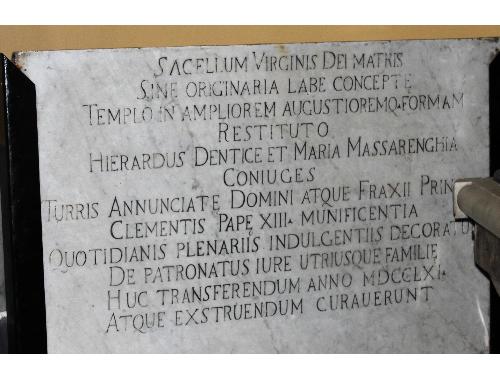 SACELLUM VIRGINIS DEI MATRIS
SINE ORIGINARIA LABE CONCEPTĘ
TEMPLO IN AMPLIOREM AUGUSTIOREMQ. FORMAM
RESTITUTO
HIERARDUS DENTICE ET MARIA MASSARENGHIA
CONIUGES
TURRIS ANNUNCIATE DOMINI ATQUE FRAXII PRIN
CLEMENTIS PAPĘ XIII. MUNIFICENTIA
QUOTIDIANIS PLENARIIS INDULGENTIIS DECORATU
DE PATRONATUS IURE UTRIUSQUE FAMILIE
HUC TRANSFERENDUM ANNO MDCCLXI.
ATQUE EXSTRUENDUM CURAUERUNT